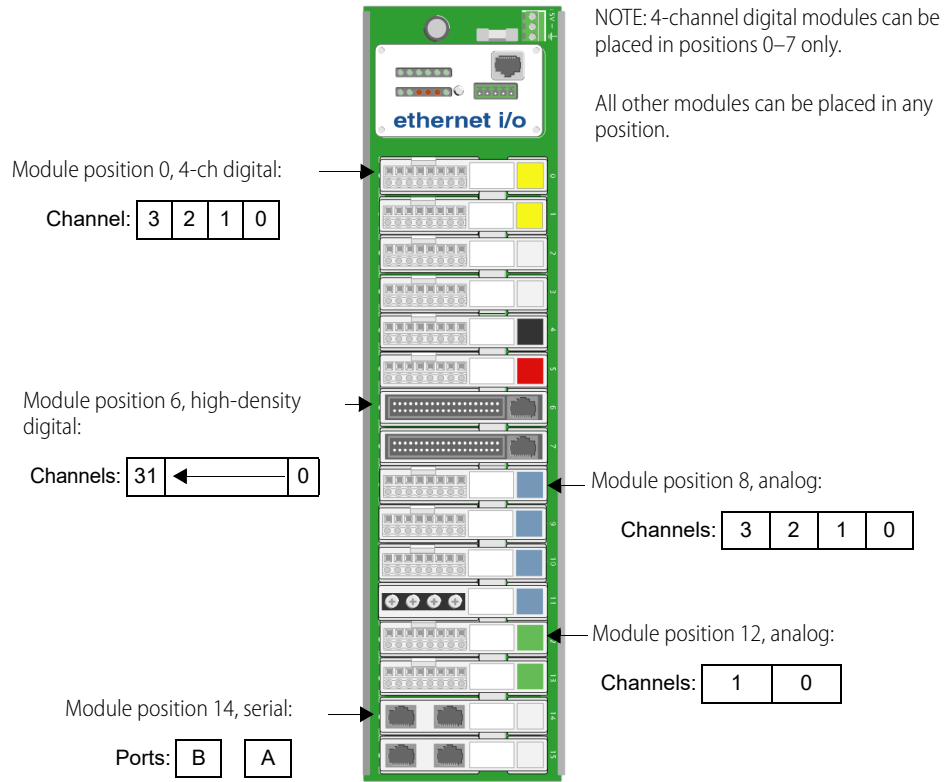 5V –
NOTE: 4-channel digital modules can be
placed in positions 0–7 only.
All other modules can be placed in any
position.
ethernet i/o
Module position 0, 4-ch digital:
Channel: 3 2 1 0
0
1
2
3
4
5
Module position 6, high-density
digital:
Channels: 31 0
6
7
8
Module position 8, analog:
Channels: 3 2 1 0
9
10
11
Module position 12, analog:
Channels: 1 0
13
Module position 14, serial:
Ports: B A
14
15